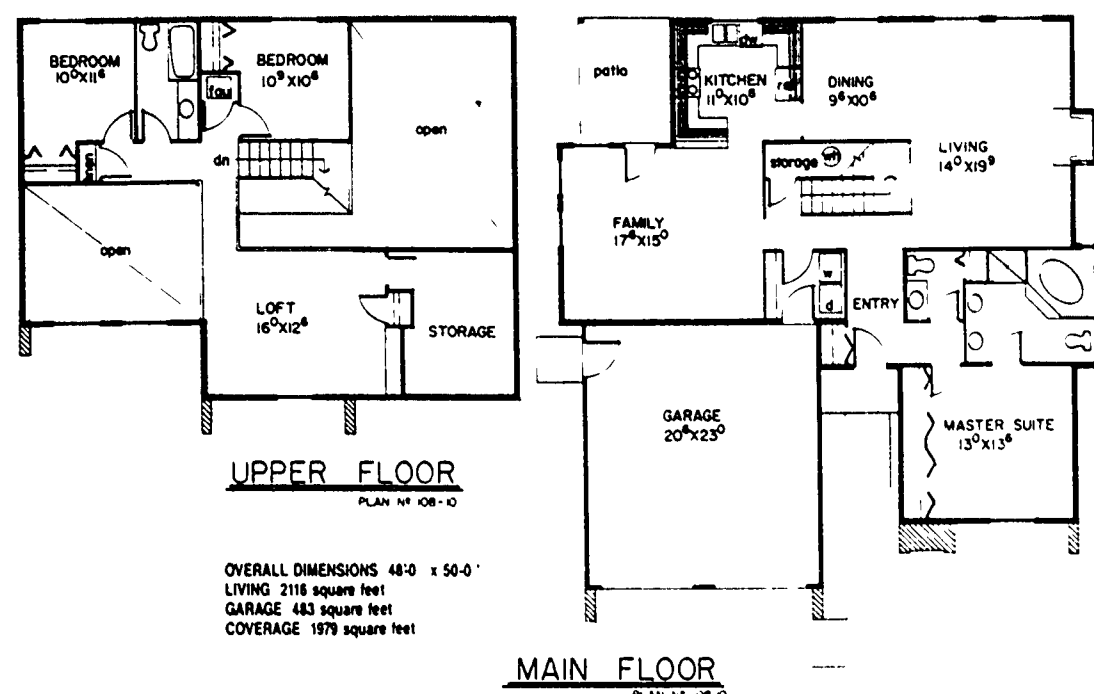 BEDROOM
10⁰X11⁶
BEDROOM
10⁹X10⁶
fau
open
dn
open
LOFT
16⁰X12⁶
STORAGE
UPPER FLOOR
PLAN Nº 108-10
OVERALL DIMENSIONS 48'-0 x 50-0'
LIVING 2116 square feet
GARAGE 483 square feet
COVERAGE 1979 square feet
patio
dw
KITCHEN
11⁰X10⁶
DINING
9⁶X10⁶
LIVING
14⁰X19⁹
storage
wh
FAMILY
17⁶X15⁰
w
d
ENTRY
GARAGE
20⁶X23⁰
MASTER SUITE
13⁰X13⁶
MAIN FLOOR